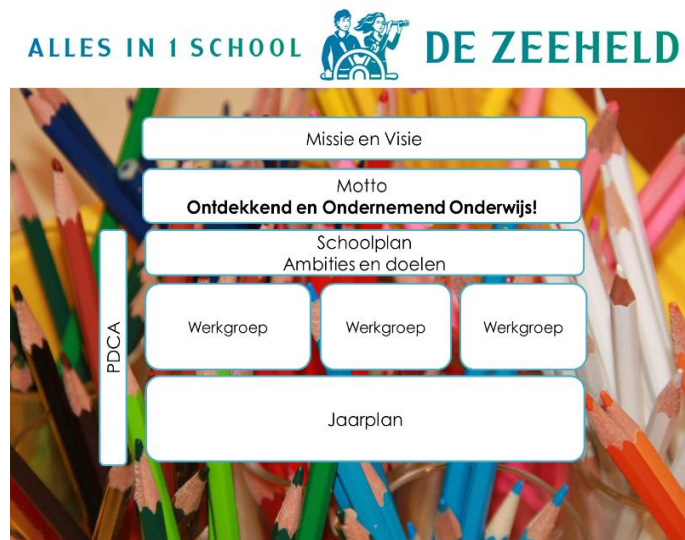 ALLES IN 1 SCHOOL DE ZEEHELD
Missie en Visie
Motto
Ontdekkend en Ondernemend Onderwijs!
Schoolplan
Ambities en doelen
PDCA
Werkgroep Werkgroep Werkgroep
Jaarplan